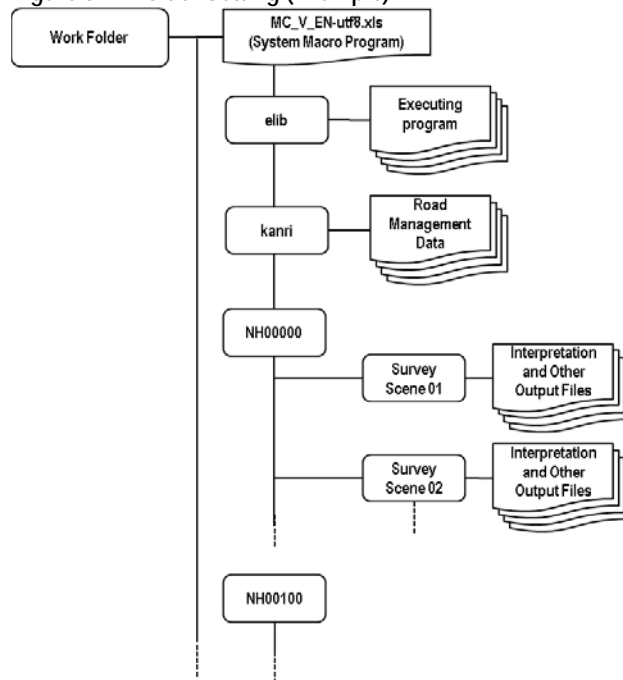 MC_V_EN-utf8.xls
Work Folder
(System Macro Program)
elib
Executing
program
kanri
Road
Management
Data
NH00000
Survey
Scene 01
Interpretation
and Other
Output Files
Survey
Scene 02
Interpretation
and Other
Output Files
NH00100